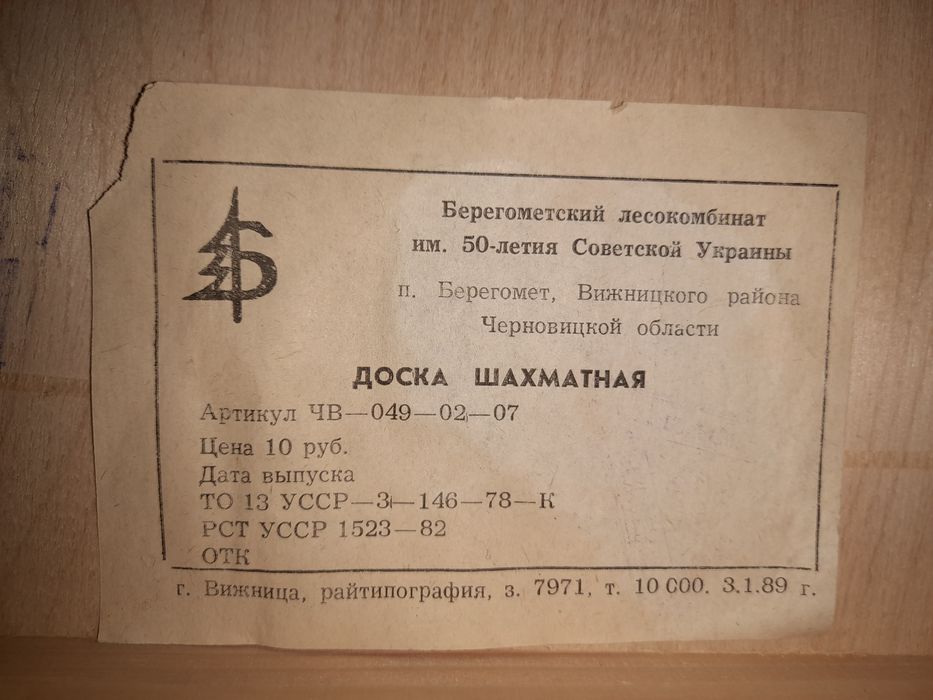 Б
Берегометский лесокомбинат
им. 50-летия Советской Украины
п. Берегомет, Вижницкого района
Черновицкой области
ДОСКА ШАХМАТНАЯ
Артикул ЧВ—049—02—07
Цена 10 руб.
Дата выпуска
ТО 13 УССР—3—146—78—К
РСТ УССР 1523—82
ОТК
г. Вижница, райтипография, з. 7971, т. 10 000. 3.1.89 г.